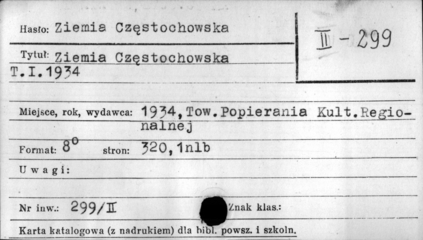 Hasło: Ziemia Częstochowska
II - 299
Tytuł: Ziemia Częstochowska
T.I.1934
Miejsce, rok, wydawca: 1934, Tow.Popierania Kult.Regio-
nalnej
Format: 8° stron: 320,1nlb
Uwagi:
Nr inw.: 299/II Znak klas.:
Karta katalogowa (z nadrukiem) dla bibl. powsz. i szkoln.